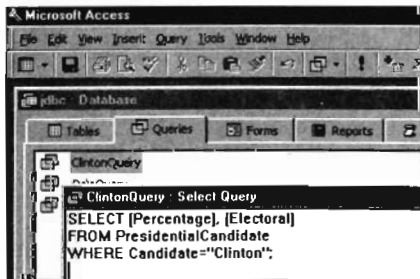 Microsoft Access
File Edit View Insert Query Tools Window Help
jdbc : Database
Tables Queries Forms Reports
ClintonQuery
ClintonQuery : Select Query
SELECT [Percentage], [Electoral]
FROM PresidentialCandidate
WHERE Candidate="Clinton";